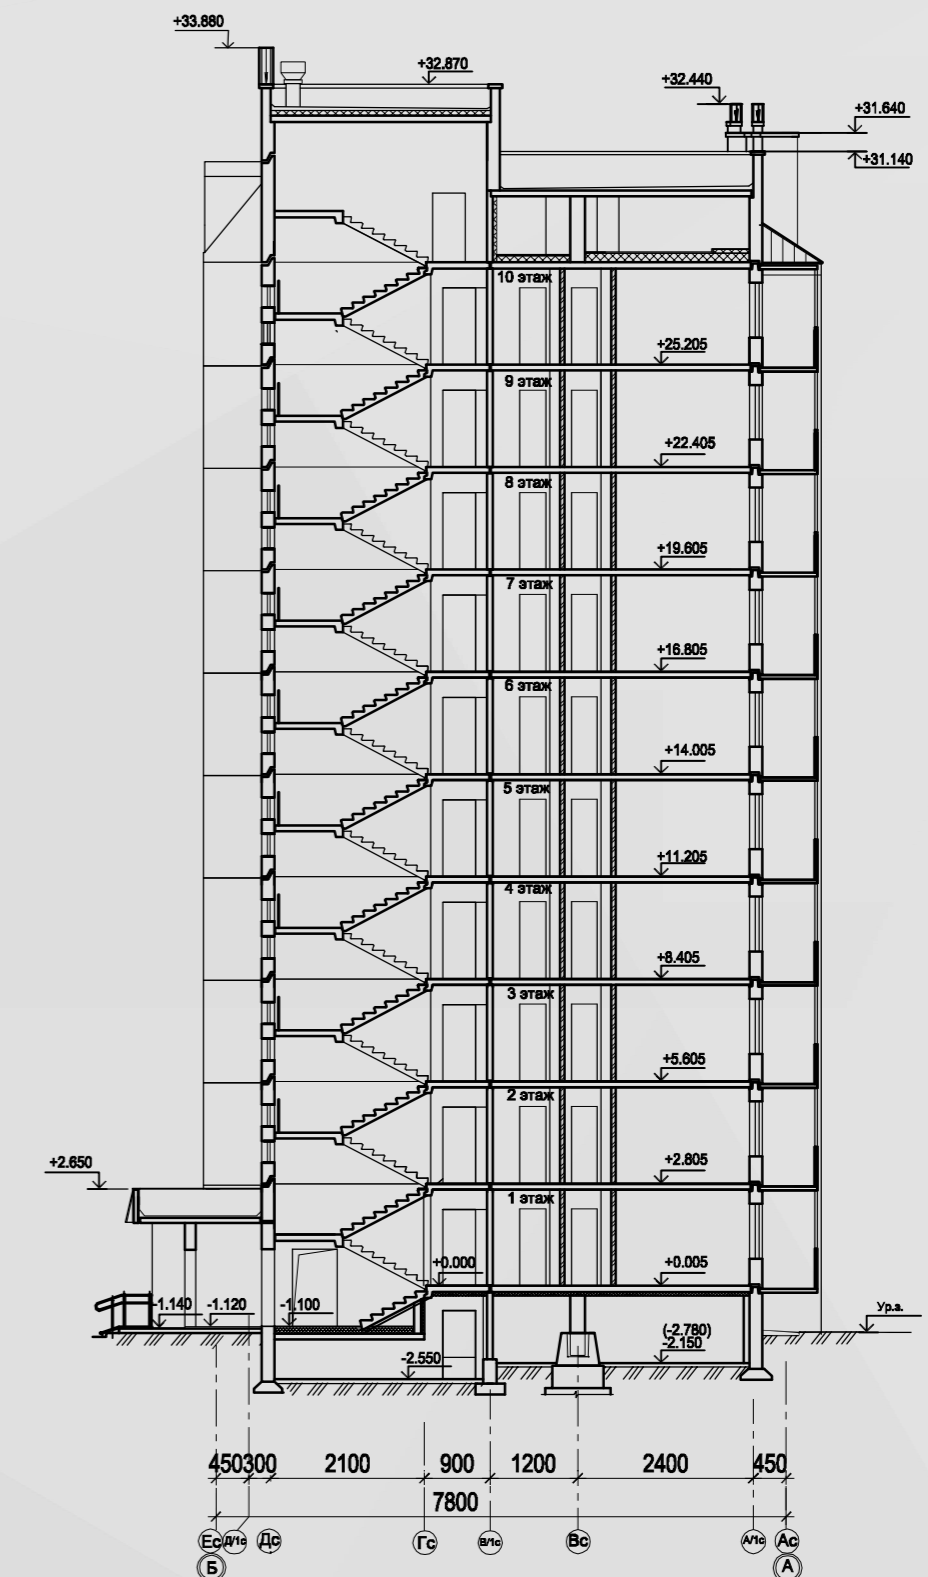 +33.880
+32.870
+32.440
+31.640
+31.140
10 этаж
+25.205
9 этаж
+22.405
8 этаж
+19.605
7 этаж
+16.805
6 этаж
+14.005
5 этаж
+11.205
4 этаж
+8.405
3 этаж
+5.605
2 этаж
+2.805
+2.650
1 этаж
+0.000
+0.005
-1.140
-1.120
-1.100
Ур.з.
(-2.780)
-2.150
-2.550
450 300 2100 900 1200 2400 450
7800
Ес Д/1с Дс Гс В/1с Вс А/1с Ас
Б А